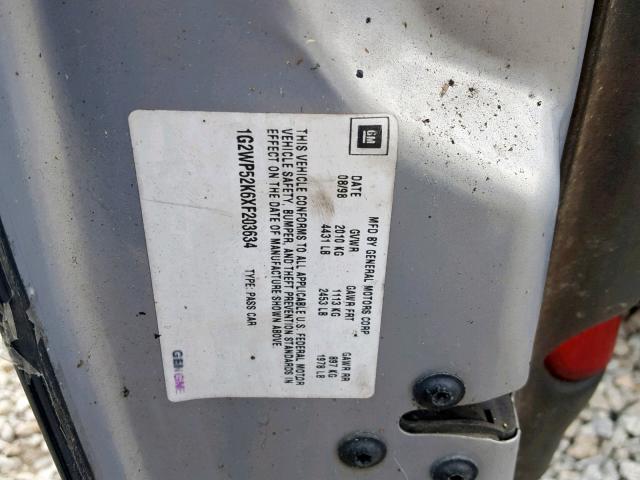 GM
MFD BY GENERAL MOTORS CORP
DATE GVWR GAWR FRT GAWR RR
08/98 2010 KG 1113 KG 897 KG
4431 LB 2453 LB 1978 LB
THIS VEHICLE CONFORMS TO ALL APPLICABLE U.S. FEDERAL MOTOR
VEHICLE SAFETY, BUMPER, AND THEFT PREVENTION STANDARDS IN
EFFECT ON THE DATE OF MANUFACTURE SHOWN ABOVE
1G2WP52K6XF203634 TYPE: PASS CAR